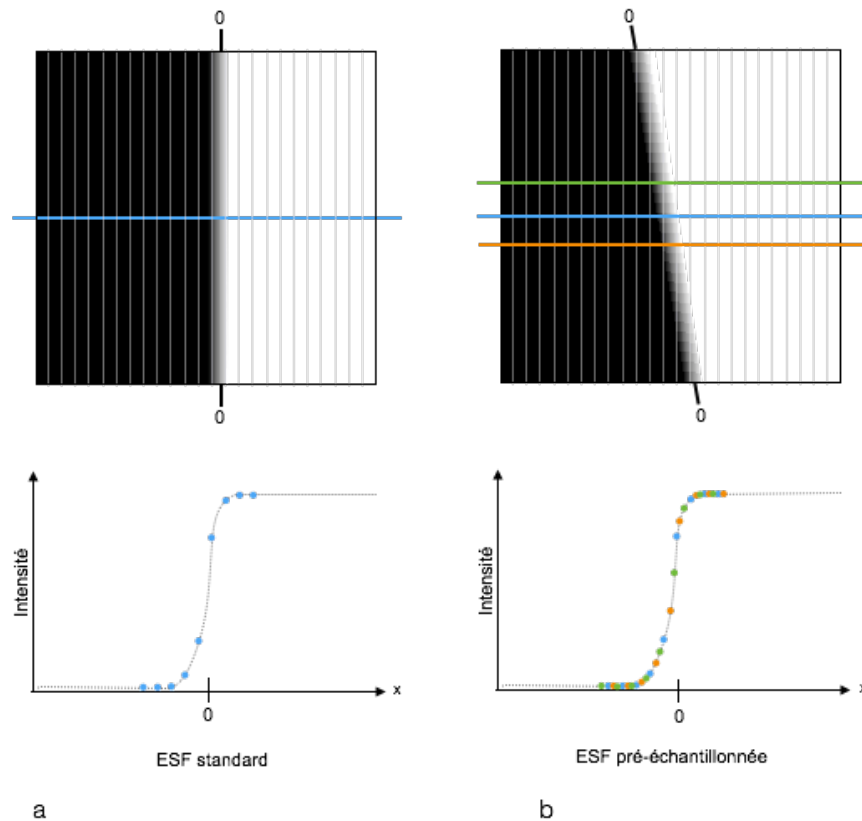 0
0
0
0
Intensité
x
0
ESF standard
a
Intensité
x
0
ESF pré-échantillonnée
b